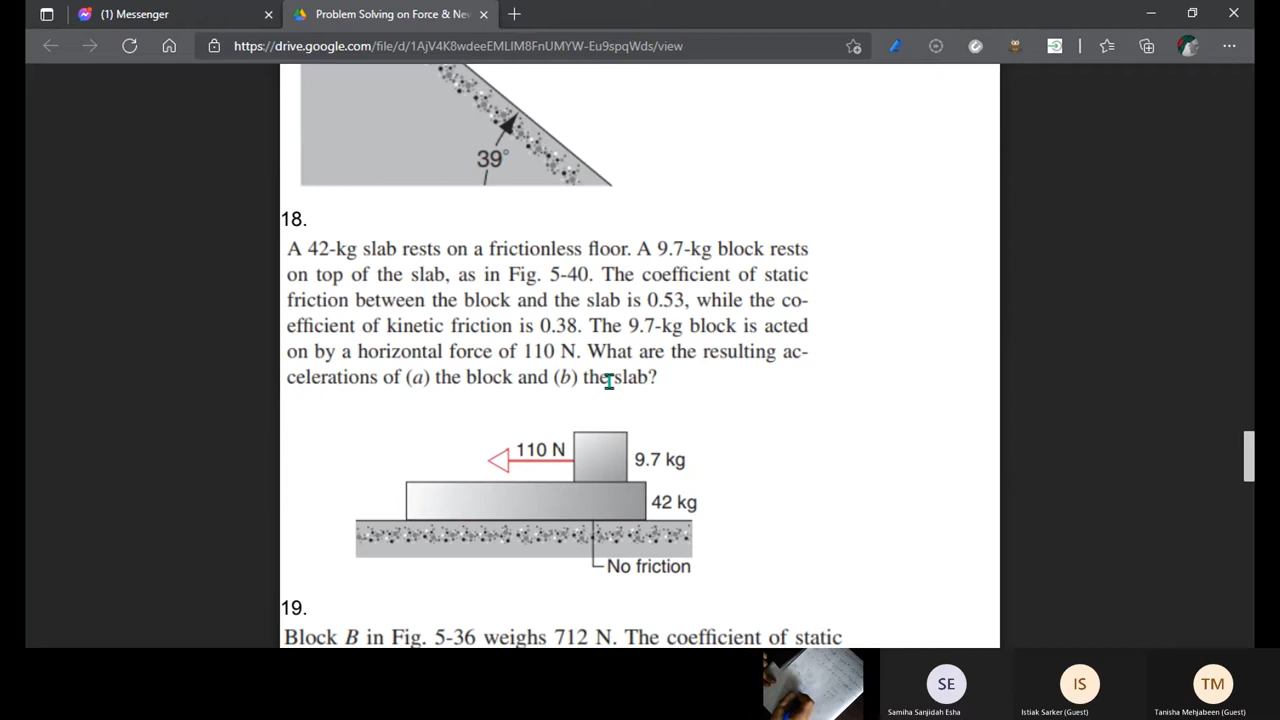 (1) Messenger
Problem Solving on Force & Ne
https://drive.google.com/file/d/1AjV4K8wdeeEMLIM8FnUMYW-Eu9spqWds/view
39°
18.
A 42-kg slab rests on a frictionless floor. A 9.7-kg block rests
on top of the slab, as in Fig. 5-40. The coefficient of static
friction between the block and the slab is 0.53, while the co-
efficient of kinetic friction is 0.38. The 9.7-kg block is acted
on by a horizontal force of 110 N. What are the resulting ac-
celerations of (a) the block and (b) the slab?
110 N
9.7 kg
42 kg
No friction
19.
Block B in Fig. 5-36 weighs 712 N. The coefficient of static
SE
IS
TM
Samiha Sanjidah Esha
Istiak Sarker (Guest)
Tanisha Mehjabeen (Guest)